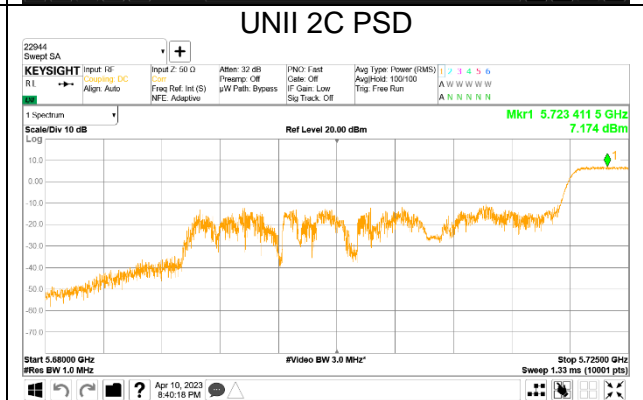 UNII 2C PSD
22944
Swept SA
+
KEYSIGHT
RL
Input: RF
Coupling: DC
Align: Auto
Input Z: 50 Ω
Corr
Freq Ref: Int (S)
NFE: Adaptive
Atten: 32 dB
Preamp: Off
µW Path: Bypass
PNO: Fast
Gate: Off
IF Gain: Low
Sig Track: Off
Avg Type: Power (RMS)
Avg|Hold: 100/100
Trig: Free Run
1 2 3 4 5 6
A W W W W W
A N N N N N
1 Spectrum
Scale/Div 10 dB
Ref Level 20.00 dBm
Mkr1 5.723 411 5 GHz
7.174 dBm
Log
1
10.0
0.00
-10.0
-20.0
-30.0
-40.0
-50.0
-60.0
-70.0
Start 5.68000 GHz
#Video BW 3.0 MHz*
Stop 5.72500 GHz
#Res BW 1.0 MHz
Sweep 1.33 ms (10001 pts)
?
Apr 10, 2023
8:40:18 PM